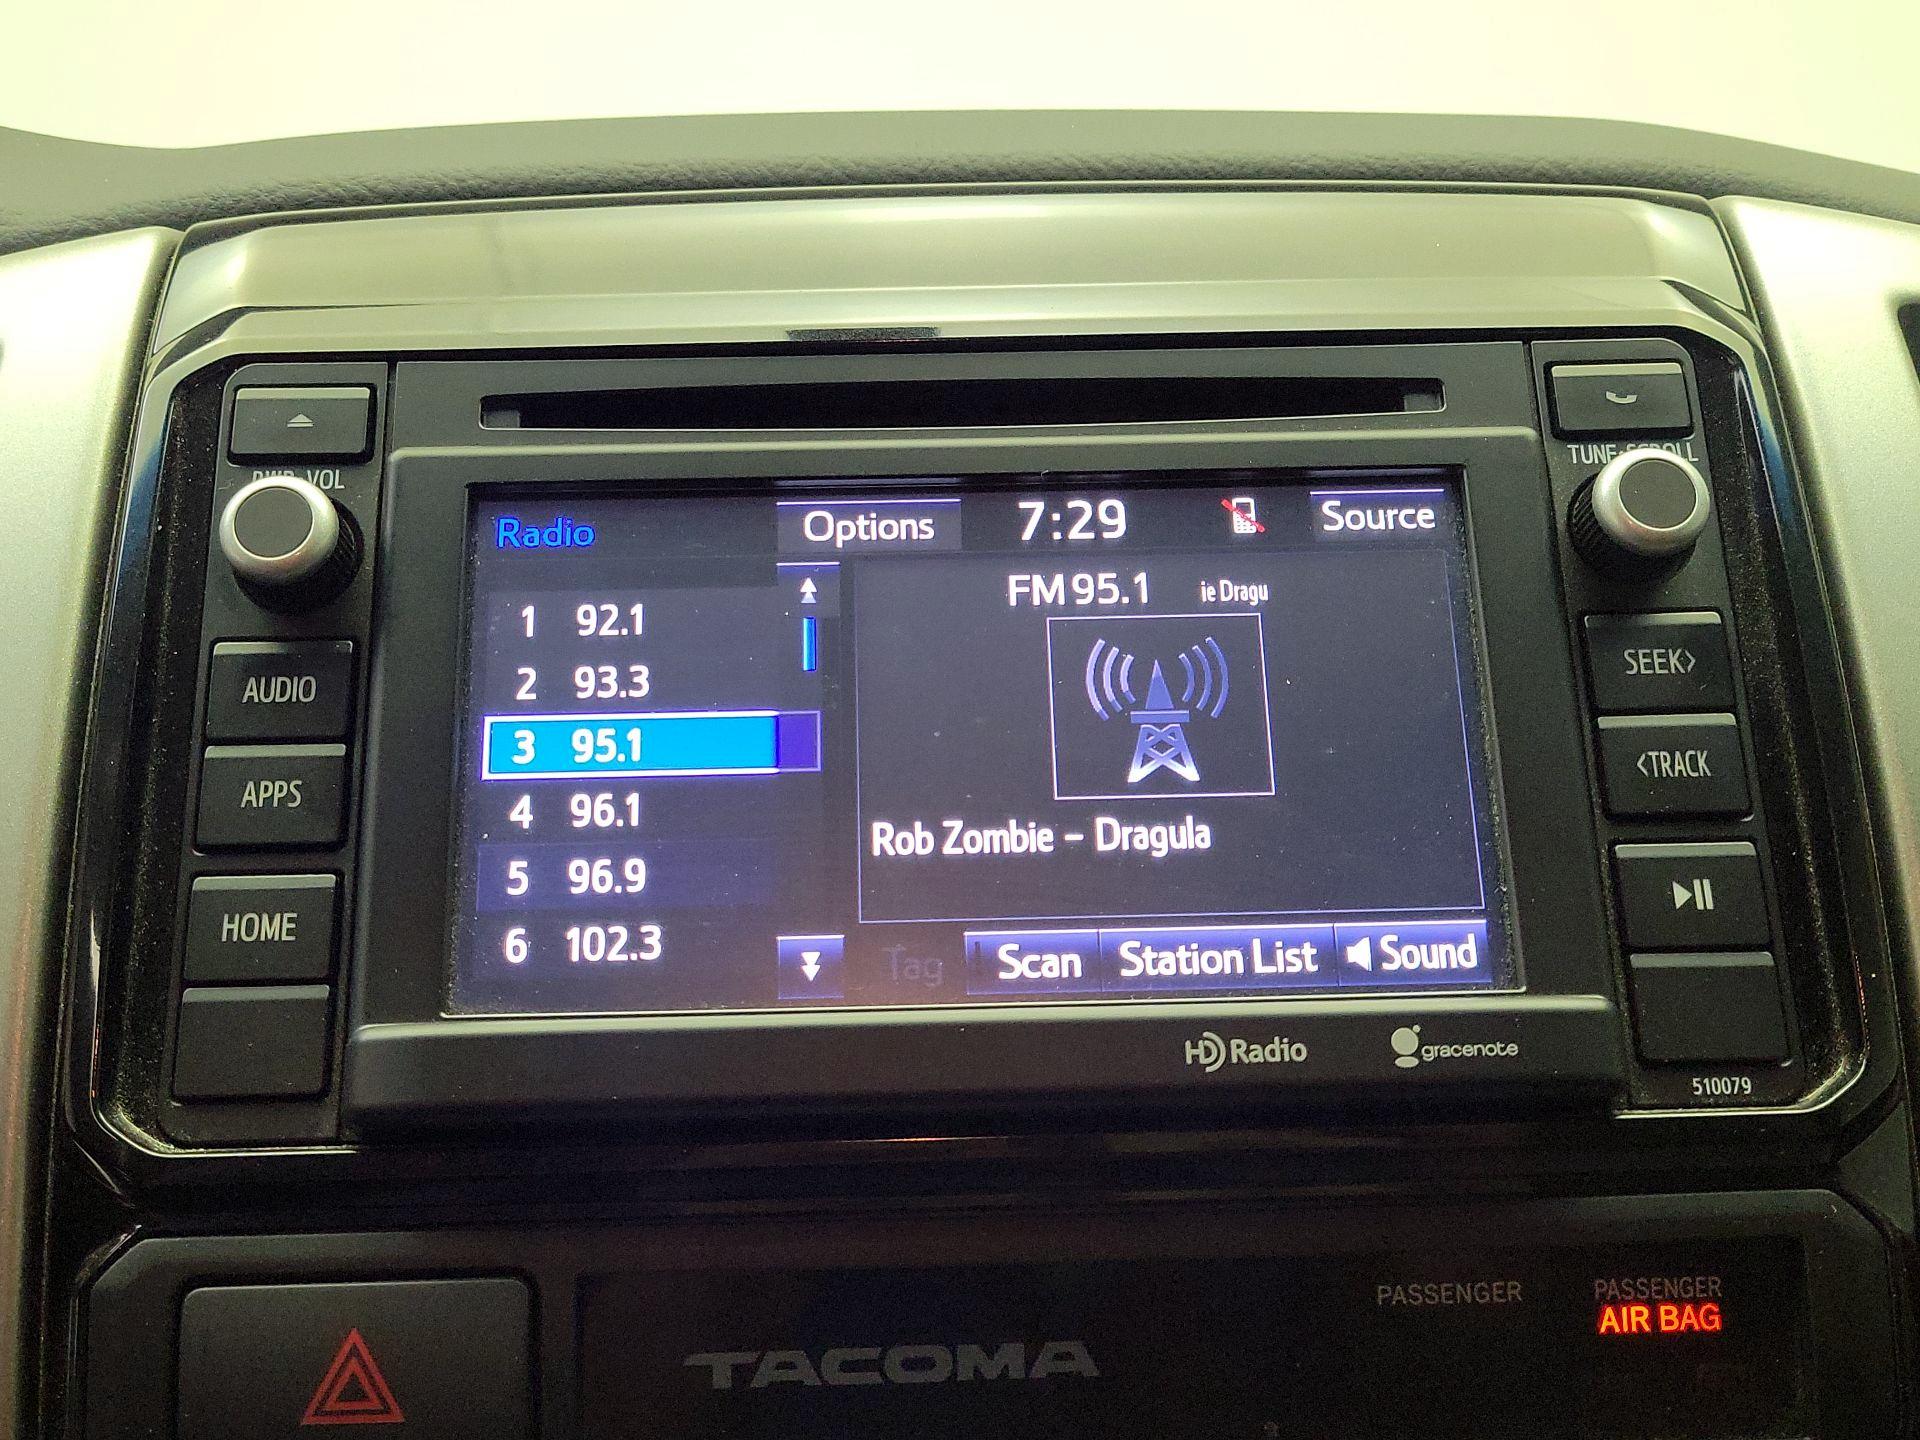 PWR·VOL
TUNE·SCROLL
Radio
Options
7:29
Source
1 92.1
2 93.3
3 95.1
4 96.1
5 96.9
6 102.3
FM 95.1
ie Dragu
Rob Zombie – Dragula
Tag
Scan
Station List
Sound
AUDIO
APPS
HOME
SEEK>
<TRACK
HD Radio
gracenote
510079
PASSENGER
PASSENGER
AIR BAG
TACOMA